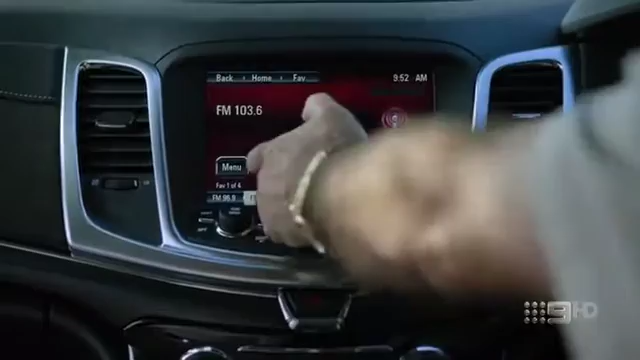 Back Home Fav 9:52 AM
FM 103.6
Menu
Fav 1 of 4
FM 96.9
9HD